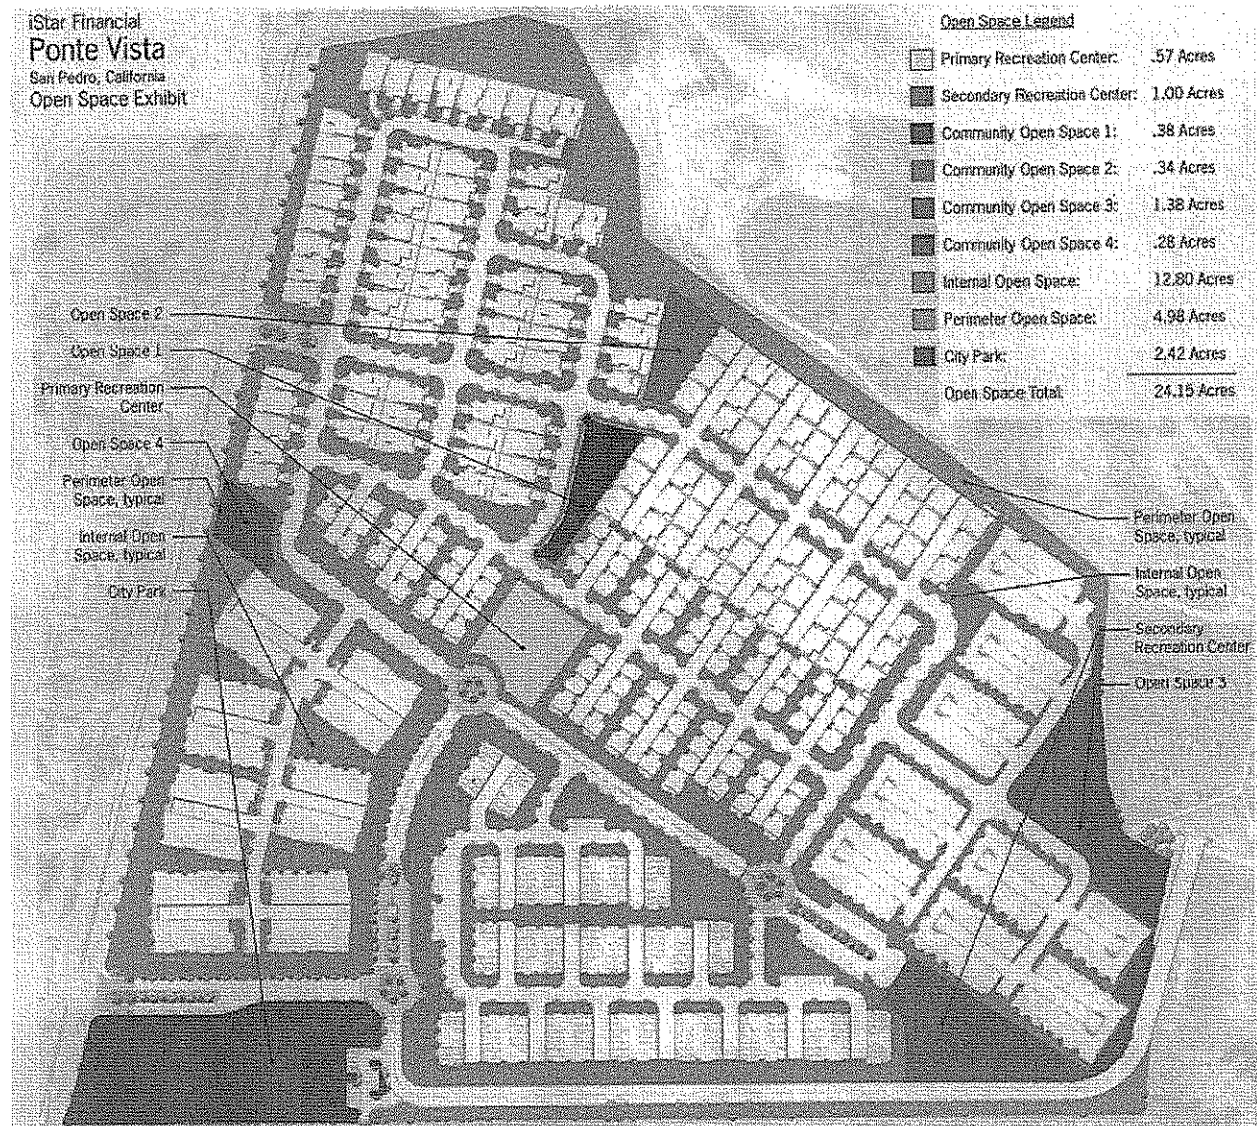 iStar Financial
Ponte Vista
San Pedro, California
Open Space Exhibit
Open Space Legend
Primary Recreation Center: .57 Acres
Secondary Recreation Center: 1.00 Acres
Community Open Space 1: .38 Acres
Community Open Space 2: .34 Acres
Community Open Space 3: 1.38 Acres
Community Open Space 4: .28 Acres
Internal Open Space: 12.80 Acres
Perimeter Open Space: 4.98 Acres
City Park: 2.42 Acres
Open Space Total: 24.15 Acres
Open Space 2
Open Space 1
Primary Recreation
Center
Open Space 4
Perimeter Open
Space, typical
Internal Open
Space, typical
City Park
Perimeter Open
Space, typical
Internal Open
Space, typical
Secondary
Recreation Center
Open Space 3